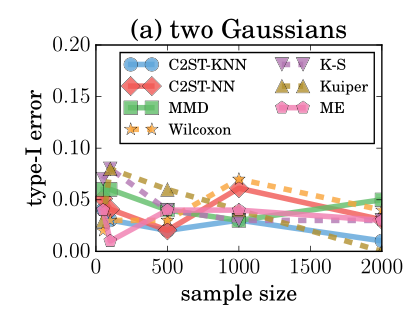 (a) two Gaussians
0.20
0.15
0.10
0.05
0.00
type-I error
C2ST-KNN
C2ST-NN
MMD
Wilcoxon
K-S
Kuiper
ME
0 500 1000 1500 2000
sample size